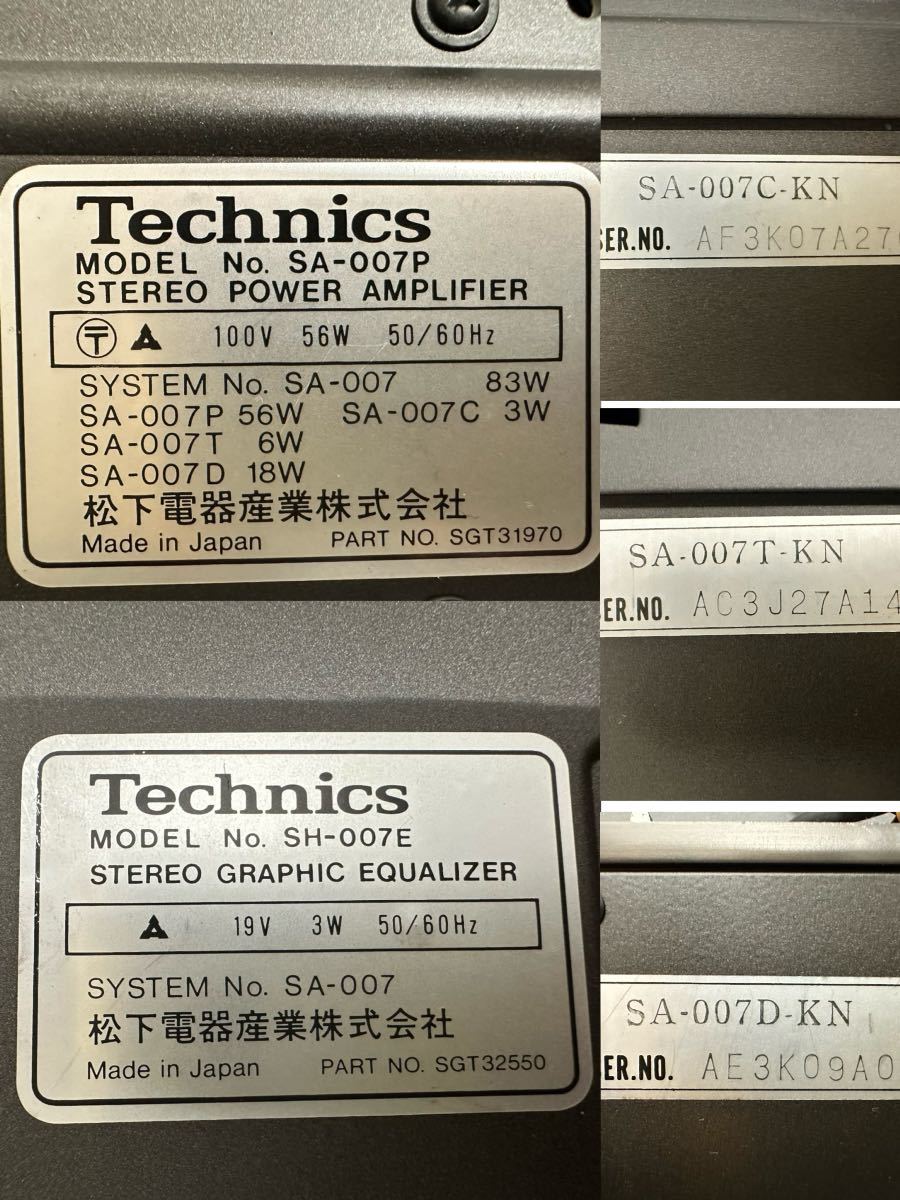 Technics
MODEL No. SA-007P
STEREO POWER AMPLIFIER
〒 100V 56W 50/60Hz
SYSTEM No. SA-007 83W
SA-007P 56W SA-007C 3W
SA-007T 6W
SA-007D 18W
松下電器産業株式会社
Made in Japan PART NO. SGT31970
Technics
MODEL No. SH-007E
STEREO GRAPHIC EQUALIZER
19V 3W 50/60Hz
SYSTEM No. SA-007
松下電器産業株式会社
Made in Japan PART NO. SGT32550
SA-007C-KN
SER.NO. AF3K07A27
SA-007T-KN
ER.NO. AC3J27A14
SA-007D-KN
ER.NO. AE3K09A0